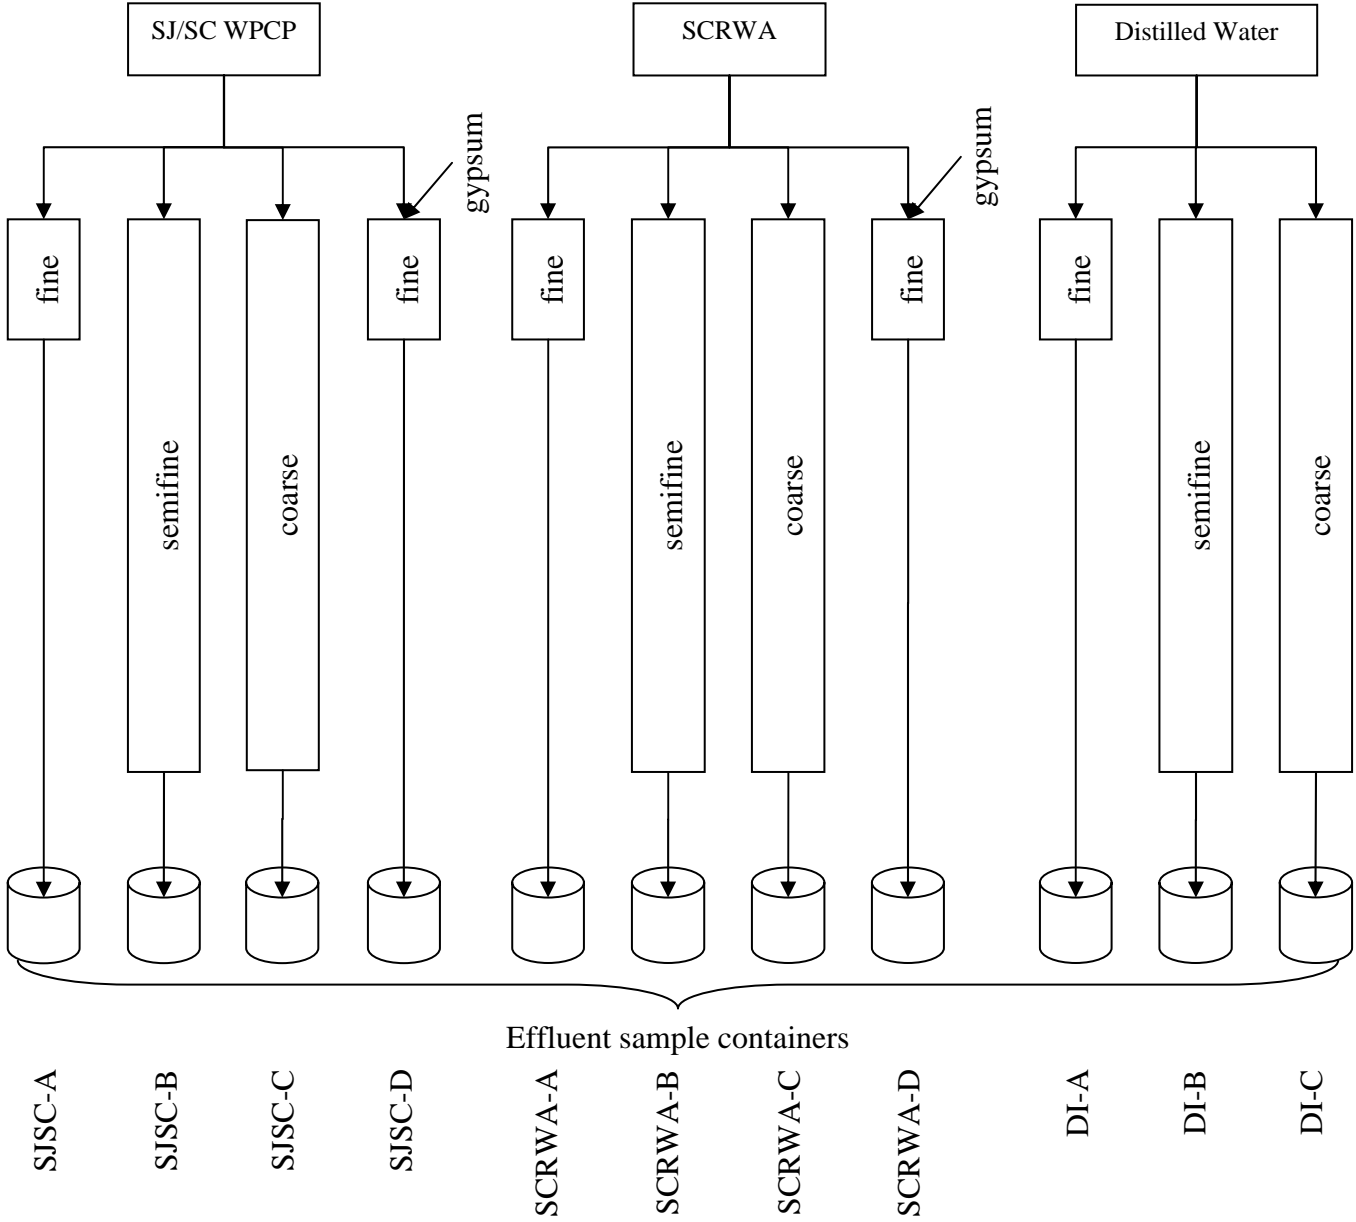 SJ/SC WPCP
SCRWA
Distilled Water
gypsum
gypsum
fine
semifine
coarse
fine
fine
semifine
coarse
fine
fine
semifine
coarse
Effluent sample containers
SJSC-A
SJSC-B
SJSC-C
SJSC-D
SCRWA-A
SCRWA-B
SCRWA-C
SCRWA-D
DI-A
DI-B
DI-C